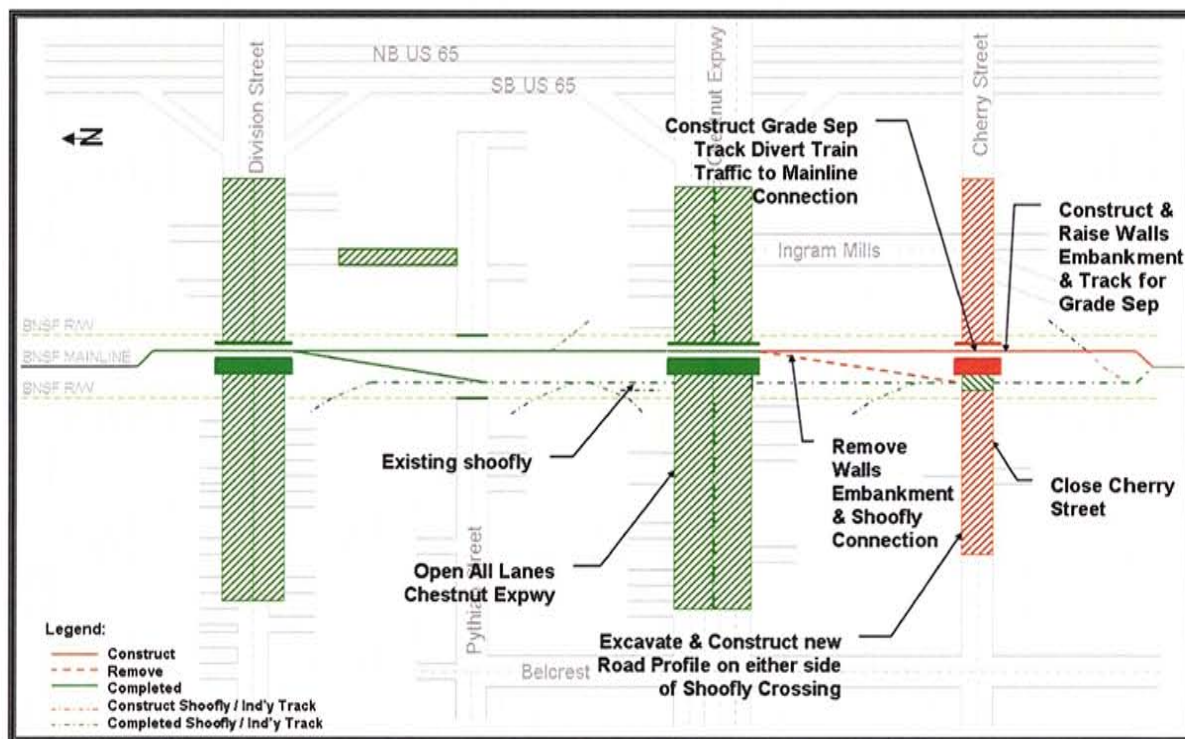 NB US 65
SB US 65
N
Division Street
Chestnut Expwy
Cherry Street
Construct Grade Sep
Track Divert Train
Traffic to Mainline
Connection
Construct &
Raise Walls
Embankment
& Track for
Grade Sep
Ingram Mills
BNSF R/W
BNSF MAINLINE
BNSF R/W
Existing shoofly
Remove
Walls
Embankment
& Shoofly
Connection
Close Cherry
Street
Open All Lanes
Chestnut Expwy
Pythian Street
Excavate & Construct new
Road Profile on either side
of Shoofly Crossing
Belcrest
Legend:
Construct
Remove
Completed
Construct Shoofly / Ind'y Track
Completed Shoofly / Ind'y Track